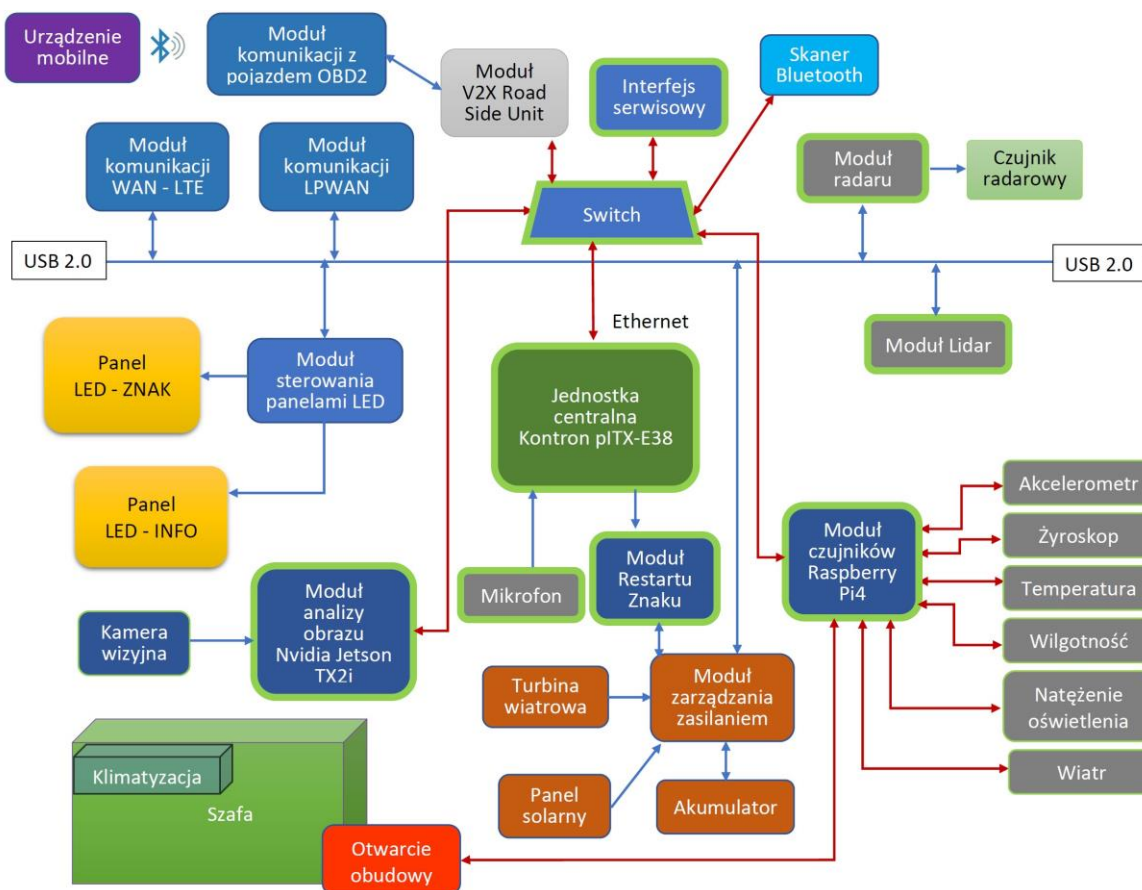 Urządzenie
mobilne
Moduł
komunikacji z
pojazdem OBD2
Moduł
V2X Road
Side Unit
Interfejs
serwisowy
Skaner
Bluetooth
Moduł
komunikacji
WAN - LTE
Moduł
komunikacji
LPWAN
Switch
Moduł
radaru
Czujnik
radarowy
USB 2.0
USB 2.0
Ethernet
Panel
LED - ZNAK
Moduł
sterowania
panelami LED
Jednostka
centralna
Kontron pITX-E38
Moduł Lidar
Panel
LED - INFO
Mikrofon
Moduł
Restartu
Znaku
Moduł
czujników
Raspberry
Pi4
Akcelerometr
Żyroskop
Temperatura
Wilgotność
Natężenie
oświetlenia
Wiatr
Kamera
wizyjna
Moduł
analizy
obrazu
Nvidia Jetson
TX2i
Turbina
wiatrowa
Moduł
zarządzania
zasilaniem
Panel
solarny
Akumulator
Klimatyzacja
Szafa
Otwarcie
obudowy